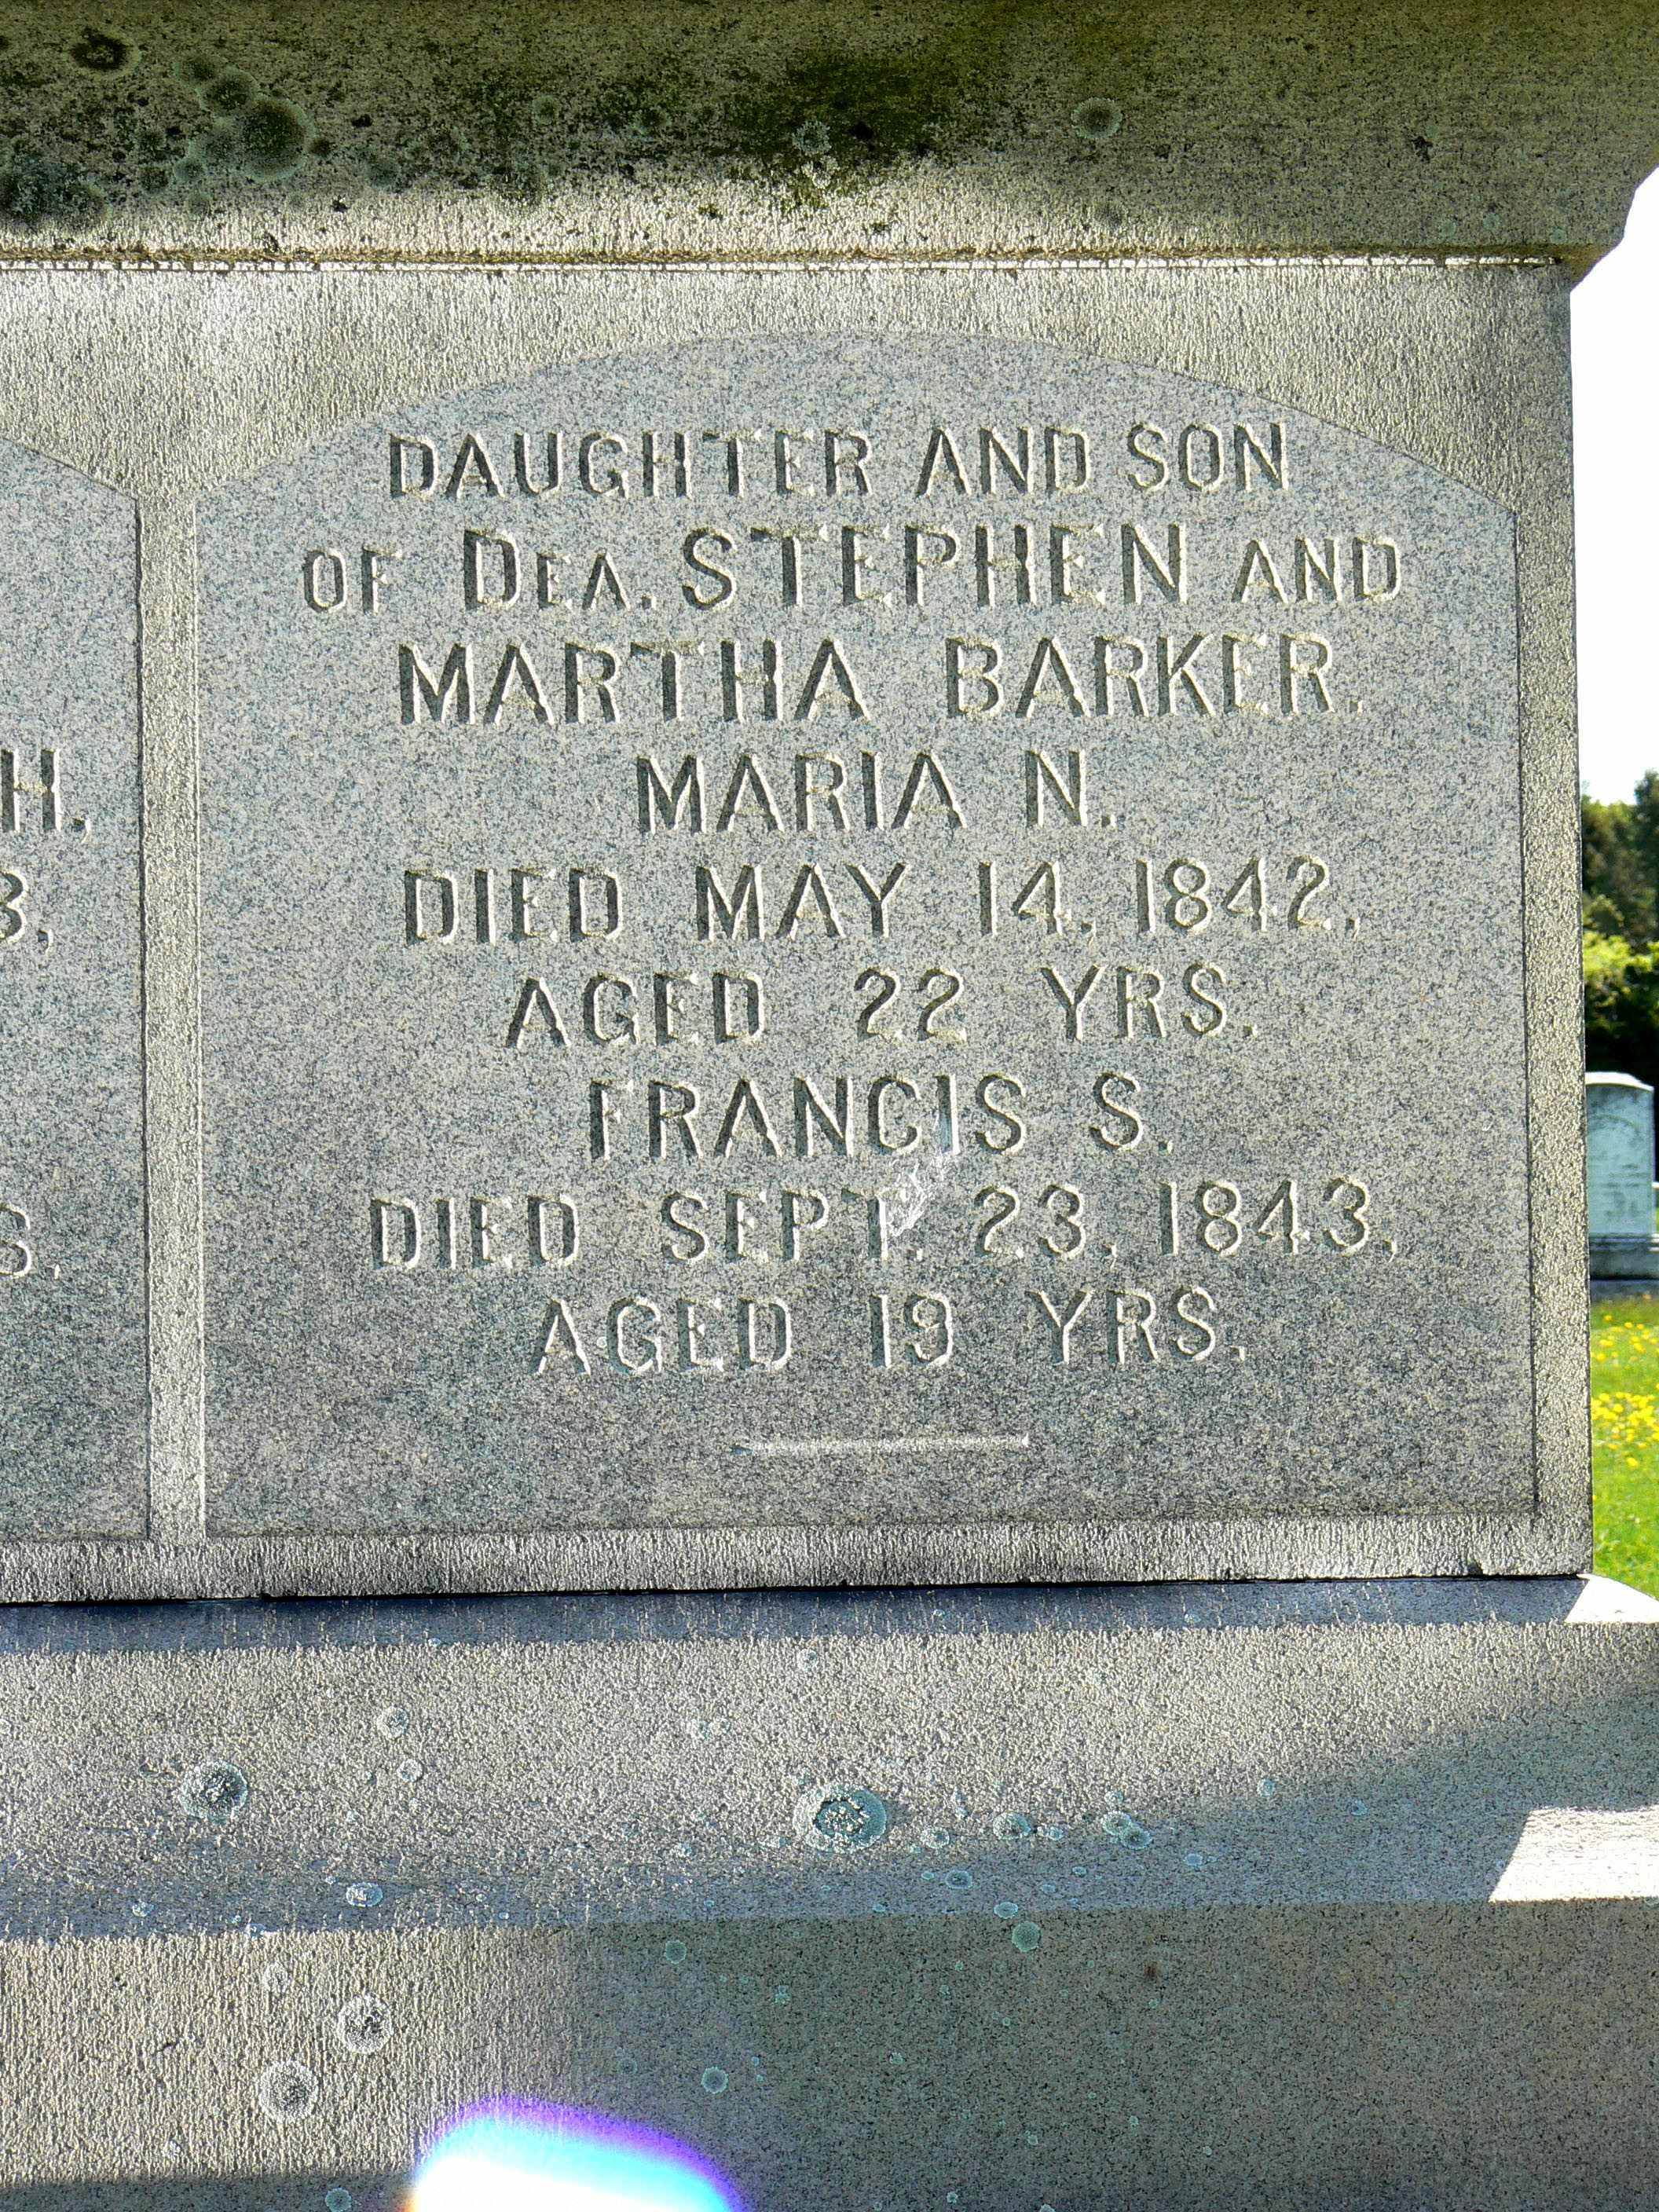 DAUGHTER AND SON
OF DEA. STEPHEN AND
MARTHA BARKER.
MARIA N.
DIED MAY 14, 1842,
AGED 22 YRS.
FRANCIS S.
DIED SEPT. 23, 1843,
AGED 19 YRS.